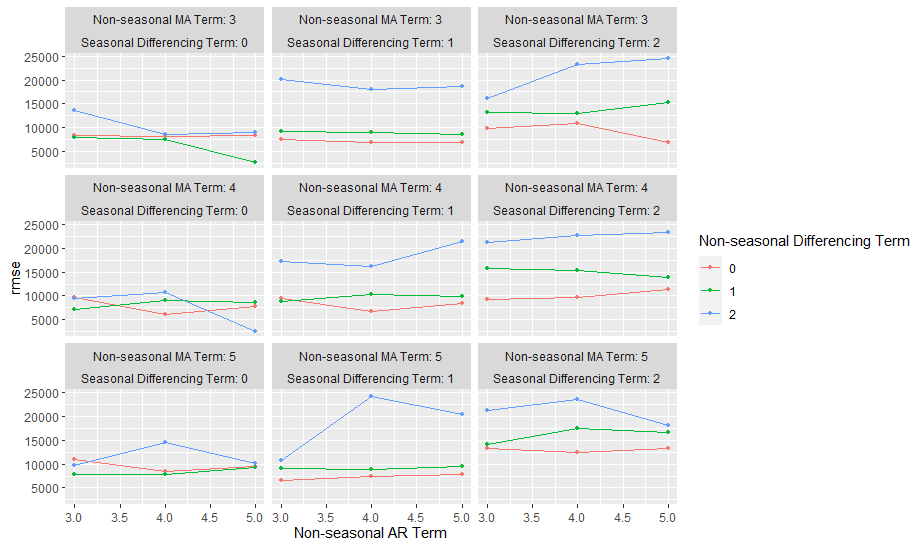 Non-seasonal MA Term: 3 Non-seasonal MA Term: 3 Non-seasonal MA Term: 3
Seasonal Differencing Term: 0 Seasonal Differencing Term: 1 Seasonal Differencing Term: 2
25000
20000
15000
10000
5000
Non-seasonal MA Term: 4 Non-seasonal MA Term: 4 Non-seasonal MA Term: 4
Seasonal Differencing Term: 0 Seasonal Differencing Term: 1 Seasonal Differencing Term: 2
25000
20000
15000
10000
5000
rmse
Non-seasonal Differencing Term
0
1
2
Non-seasonal MA Term: 5 Non-seasonal MA Term: 5 Non-seasonal MA Term: 5
Seasonal Differencing Term: 0 Seasonal Differencing Term: 1 Seasonal Differencing Term: 2
25000
20000
15000
10000
5000
3.0 3.5 4.0 4.5 5.0 3.0 3.5 4.0 4.5 5.0 3.0 3.5 4.0 4.5 5.0
Non-seasonal AR Term